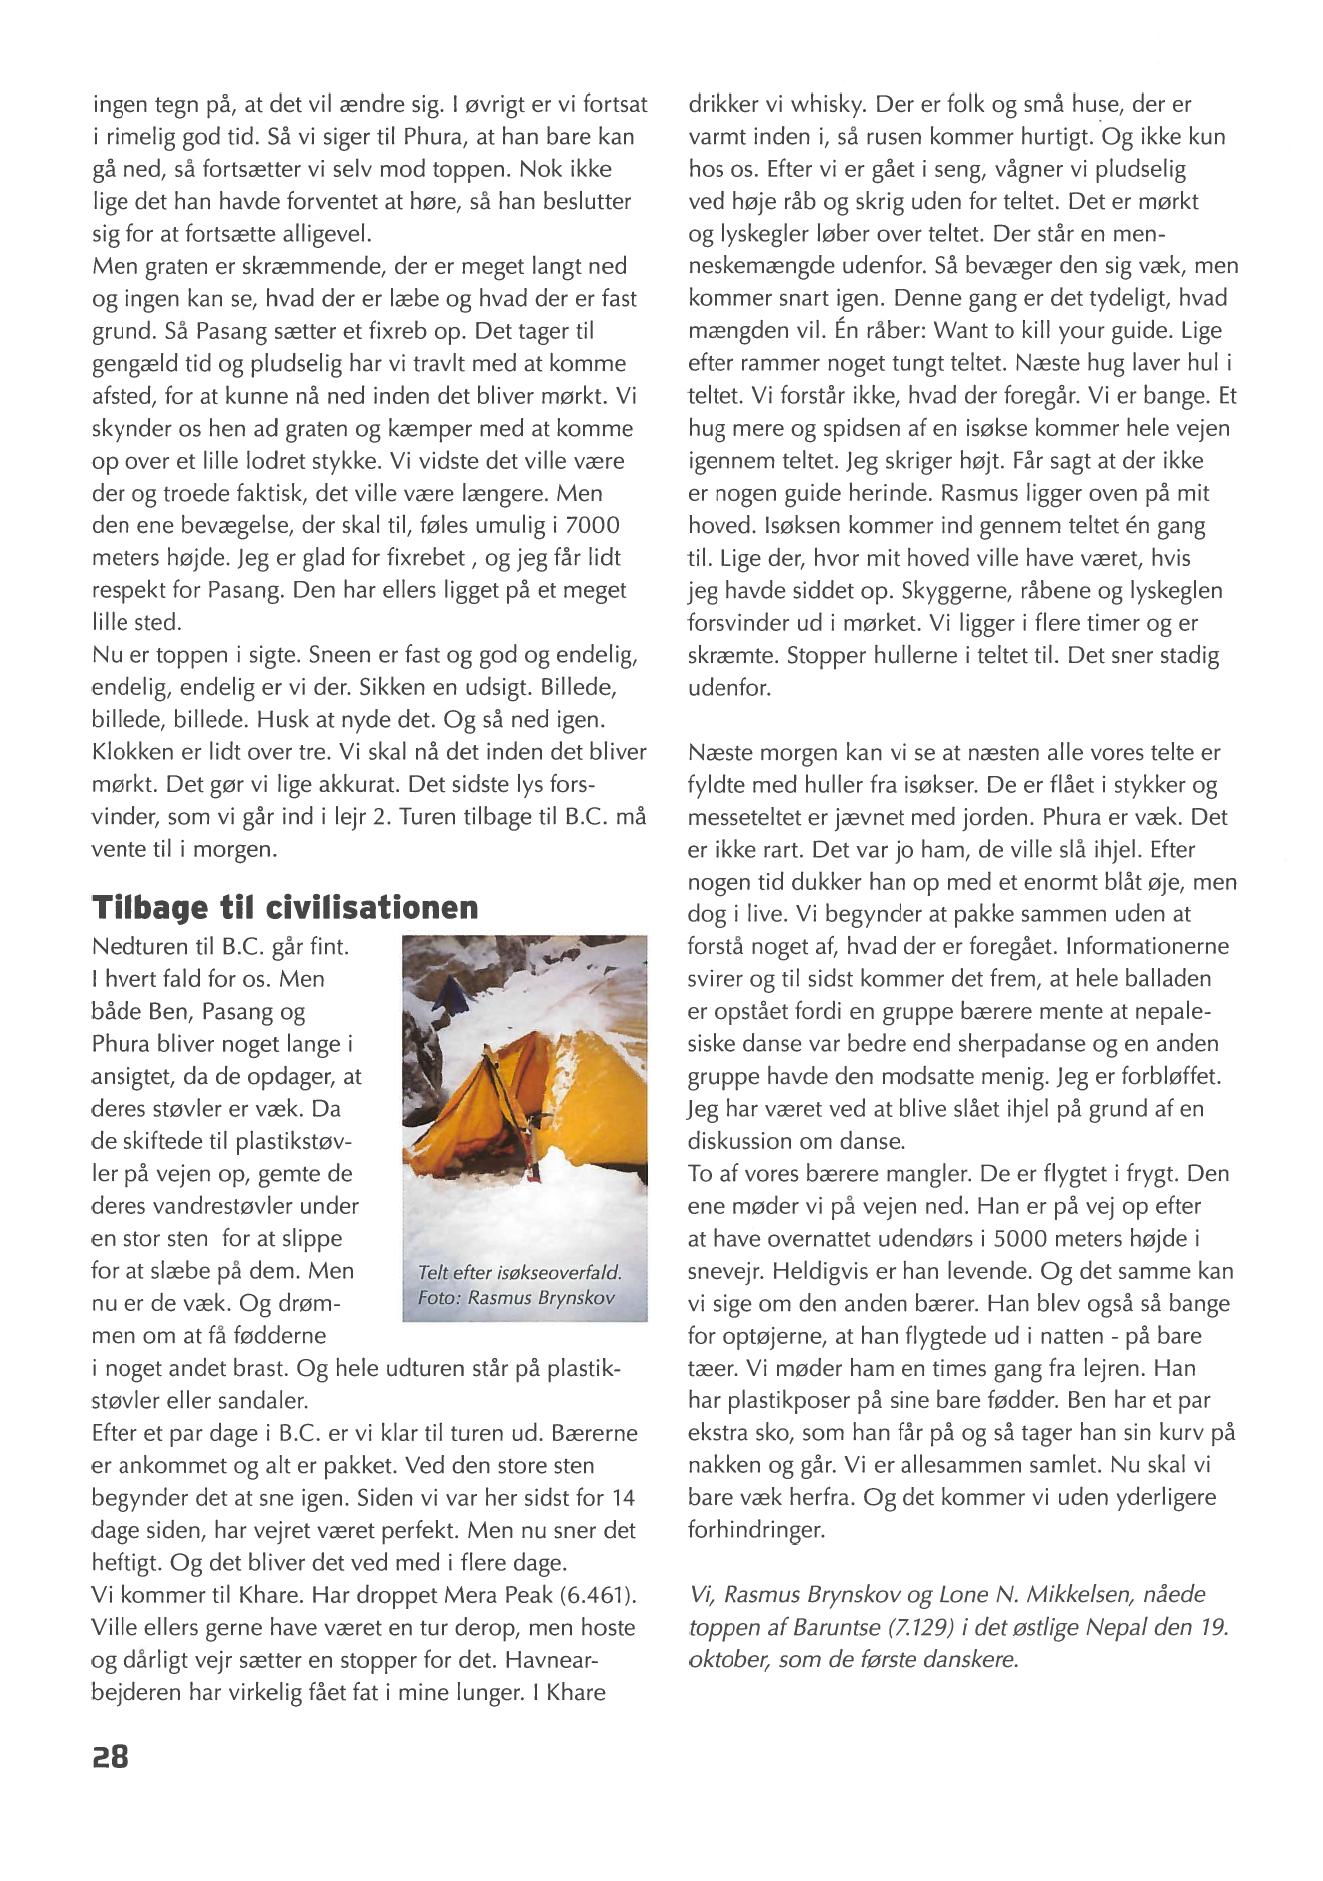 ingen tegn på, at det vil ændre sig. I øvrigt er vi fortsat
i rimelig god tid. Så vi siger til Phura, at han bare kan
gå ned, så fortsætter vi selv mod toppen. Nok ikke
lige det han havde forventet at høre, så han beslutter
sig for at fortsætte alligevel.
Men graten er skræmmende, der er meget langt ned
og ingen kan se, hvad der er læbe og hvad der er fast
grund. Så Pasang sætter et fixreb op. Det tager til
gengæld tid og pludselig har vi travlt med at komme
afsted, for at kunne nå ned inden det bliver mørkt. Vi
skynder os hen ad graten og kæmper med at komme
op over et lille lodret stykke. Vi vidste det ville være
der og troede faktisk, det ville være længere. Men
den ene bevægelse, der skal til, føles umulig i 7000
meters højde. Jeg er glad for fixrebet , og jeg får lidt
respekt for Pasang. Den har ellers ligget på et meget
lille sted.
Nu er toppen i sigte. Sneen er fast og god og endelig,
endelig, endelig er vi der. Sikken en udsigt. Billede,
billede, billede. Husk at nyde det. Og så ned igen.
Klokken er lidt over tre. Vi skal nå det inden det bliver
mørkt. Det gør vi lige akkurat. Det sidste lys fors-
vinder, som vi går ind i lejr 2. Turen tilbage til B.C. må
vente til i morgen.
Tilbage til civilisationen
Nedturen til B.C. går fint.
I hvert fald for os. Men
både Ben, Pasang og
Phura bliver noget lange i
ansigtet, da de opdager, at
deres støvler er væk. Da
de skiftede til plastikstøv-
ler på vejen op, gemte de
deres vandrestøvler under
en stor sten  for at slippe
for at slæbe på dem. Men
nu er de væk. Og drøm-
men om at få fødderne
i noget andet brast. Og hele udturen står på plastik-
støvler eller sandaler.
Efter et par dage i B.C. er vi klar til turen ud. Bærerne
er ankommet og alt er pakket. Ved den store sten
begynder det at sne igen. Siden vi var her sidst for 14
dage siden, har vejret været perfekt. Men nu sner det
heftigt. Og det bliver det ved med i flere dage.
Vi kommer til Khare. Har droppet Mera Peak (6.461).
Ville ellers gerne have været en tur derop, men hoste
og dårligt vejr sætter en stopper for det. Havnear-
bejderen har virkelig fået fat i mine lunger. I Khare
Telt efter isøkseoverfald.
Foto: Rasmus Brynskov
drikker vi whisky. Der er folk og små huse, der er
varmt inden i, så rusen kommer hurtigt. Og ikke kun
hos os. Efter vi er gået i seng, vågner vi pludselig
ved høje råb og skrig uden for teltet. Det er mørkt
og lyskegler løber over teltet. Der står en men-
neskemængde udenfor. Så bevæger den sig væk, men
kommer snart igen. Denne gang er det tydeligt, hvad
mængden vil. Én råber: Want to kill your guide. Lige
efter rammer noget tungt teltet. Næste hug laver hul i
teltet. Vi forstår ikke, hvad der foregår. Vi er bange. Et
hug mere og spidsen af en isøkse kommer hele vejen
igennem teltet. Jeg skriger højt. Får sagt at der ikke
er nogen guide herinde. Rasmus ligger oven på mit
hoved. Isøksen kommer ind gennem teltet én gang
til. Lige der, hvor mit hoved ville have været, hvis
jeg havde siddet op. Skyggerne, råbene og lyskeglen
forsvinder ud i mørket. Vi ligger i flere timer og er
skræmte. Stopper hullerne i teltet til. Det sner stadig
udenfor.
Næste morgen kan vi se at næsten alle vores telte er
fyldte med huller fra isøkser. De er flået i stykker og
messeteltet er jævnet med jorden. Phura er væk. Det
er ikke rart. Det var jo ham, de ville slå ihjel. Efter
nogen tid dukker han op med et enormt blåt øje, men
dog i live. Vi begynder at pakke sammen uden at
forstå noget af, hvad der er foregået. Informationerne
svirer og til sidst kommer det frem, at hele balladen
er opstået fordi en gruppe bærere mente at nepale-
siske danse var bedre end sherpadanse og en anden
gruppe havde den modsatte menig. Jeg er forbløffet.
Jeg har været ved at blive slået ihjel på grund af en
diskussion om danse.
To af vores bærere mangler. De er flygtet i frygt. Den
ene møder vi på vejen ned. Han er på vej op efter
at have overnattet udendørs i 5000 meters højde i
snevejr. Heldigvis er han levende. Og det samme kan
vi sige om den anden bærer. Han blev også så bange
for optøjerne, at han flygtede ud i natten - på bare
tæer. Vi møder ham en times gang fra lejren. Han
har plastikposer på sine bare fødder. Ben har et par
ekstra sko, som han får på og så tager han sin kurv på
nakken og går. Vi er allesammen samlet. Nu skal vi
bare væk herfra. Og det kommer vi uden yderligere
forhindringer.
Vi, Rasmus Brynskov og Lone N. Mikkelsen, nåede
toppen af Baruntse (7.129) i det østlige Nepal den 19.
oktober, som de første danskere.
28